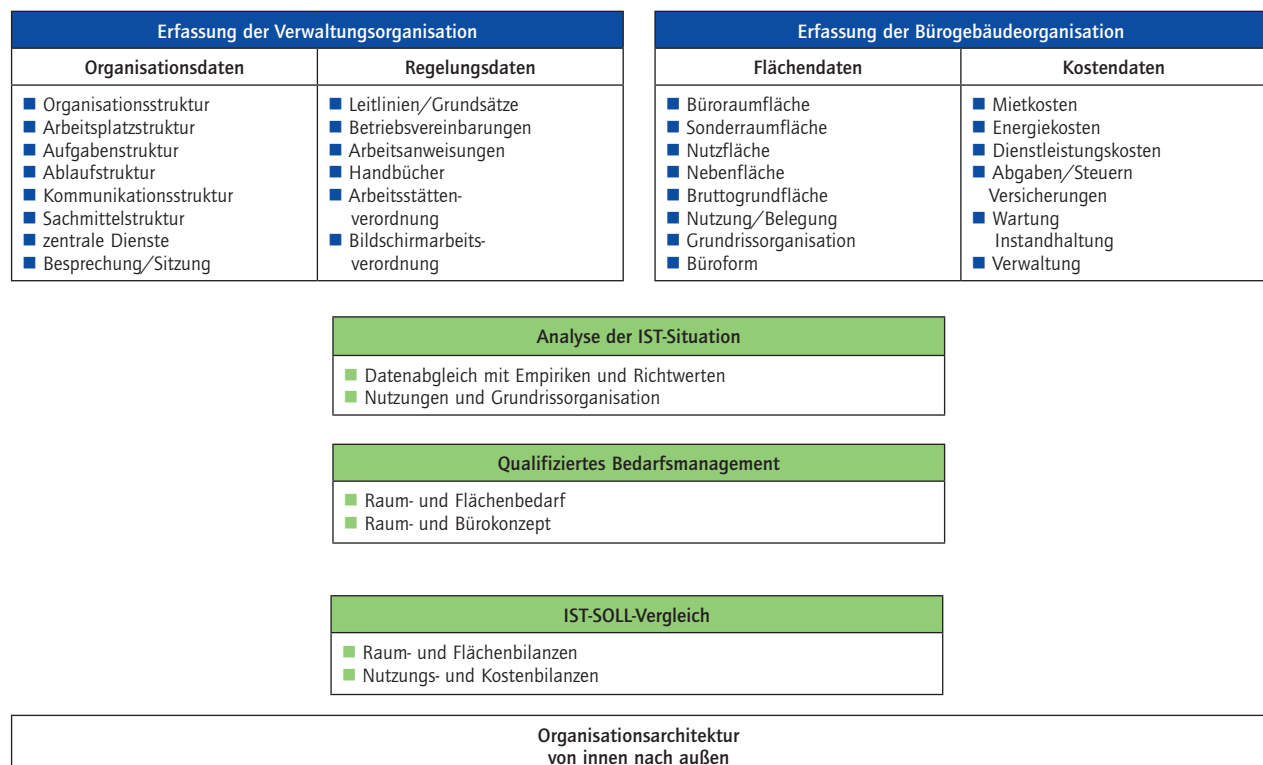 Erfassung der Verwaltungsorganisation
Organisationsdaten
Organisationsstruktur
Arbeitsplatzstruktur
Aufgabenstruktur
Ablaufstruktur
Kommunikationsstruktur
Sachmittelstruktur
zentrale Dienste
Besprechung/Sitzung
Regelungsdaten
Leitlinien/Grundsätze
Betriebsvereinbarungen
Arbeitsanweisungen
Handbücher
Arbeitsstätten-
verordnung
Bildschirmarbeits-
verordnung
Erfassung der Bürogebäudeorganisation
Flächendaten
Büroraumfläche
Sonderraumfläche
Nutzfläche
Nebenfläche
Bruttogrundfläche
Nutzung/Belegung
Grundrissorganisation
Büroform
Kostendaten
Mietkosten
Energiekosten
Dienstleistungskosten
Abgaben/Steuern
Versicherungen
Wartung
Instandhaltung
Verwaltung
Analyse der IST-Situation
Datenabgleich mit Empiriken und Richtwerten
Nutzungen und Grundrissorganisation
Qualifiziertes Bedarfsmanagement
Raum- und Flächenbedarf
Raum- und Bürokonzept
IST-SOLL-Vergleich
Raum- und Flächenbilanzen
Nutzungs- und Kostenbilanzen
Organisationsarchitektur
von innen nach außen